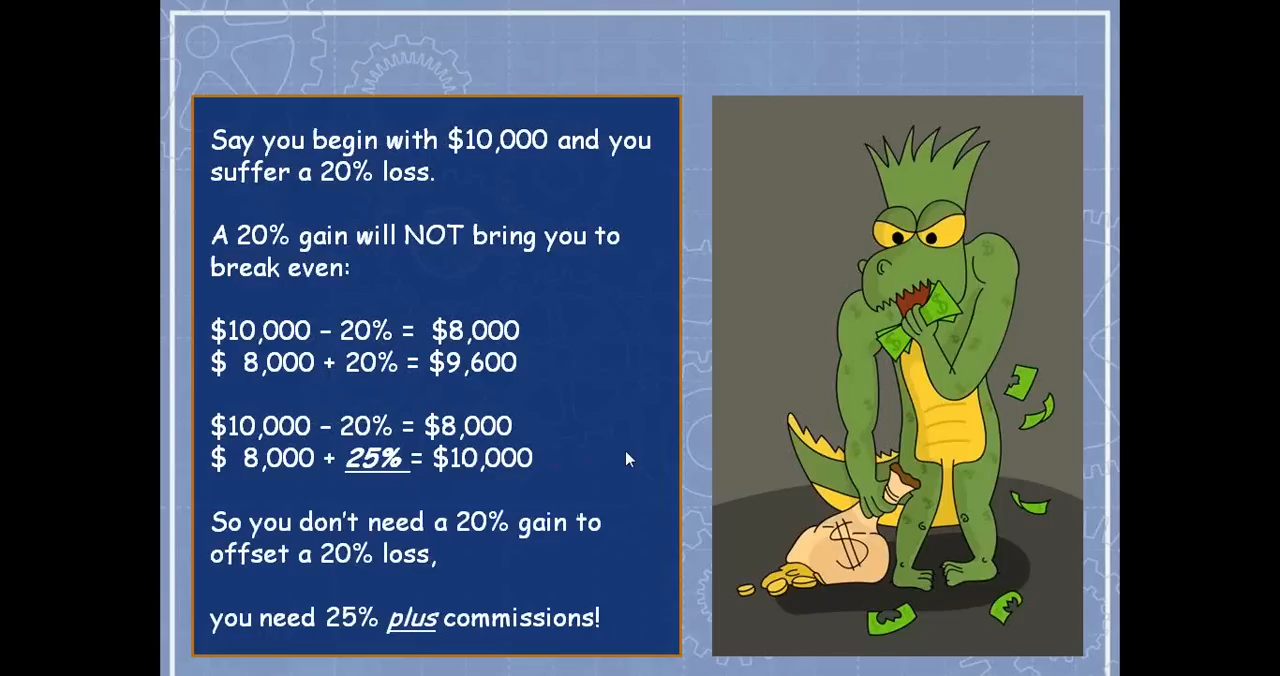 Say you begin with $10,000 and you
suffer a 20% loss.
A 20% gain will NOT bring you to
break even:
$10,000 – 20% = $8,000
$ 8,000 + 20% = $9,600
$10,000 – 20% = $8,000
$ 8,000 + 25% = $10,000
So you don't need a 20% gain to
offset a 20% loss,
you need 25% plus commissions!
$
$
$